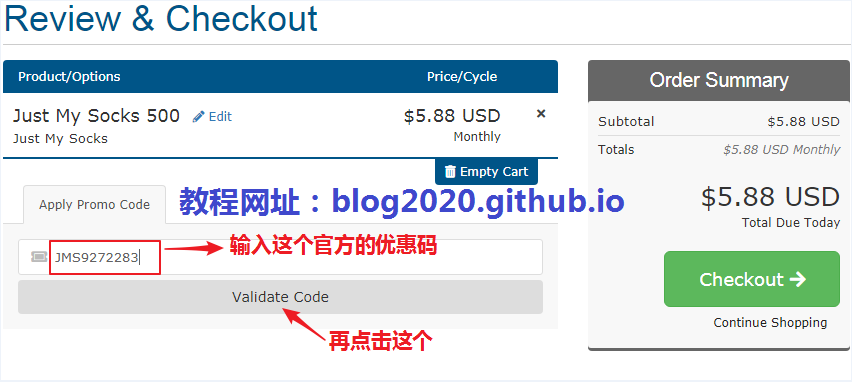 Review & Checkout
Product/Options Price/Cycle
Just My Socks 500 Edit $5.88 USD ×
Just My Socks Monthly
Empty Cart
Apply Promo Code
教程网址：blog2020.github.io
JMS9272283
输入这个官方的优惠码
Validate Code
再点击这个
Order Summary
Subtotal $5.88 USD
Totals $5.88 USD Monthly
$5.88 USD
Total Due Today
Checkout
Continue Shopping